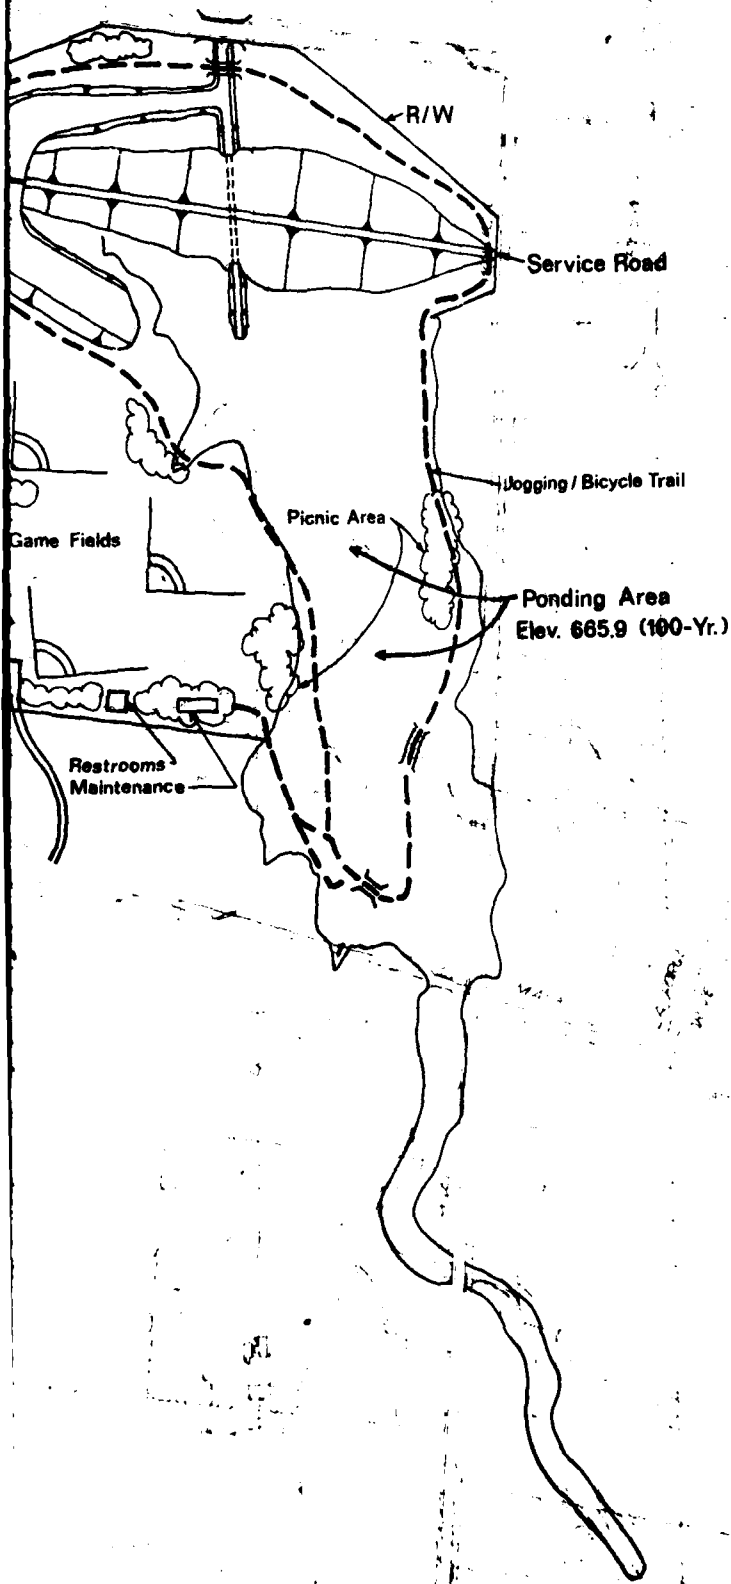 R/W
Service Road
Jogging / Bicycle Trail
Picnic Area
Game Fields
Ponding Area
Elev. 665.9 (100-Yr.)
Restrooms
Maintenance